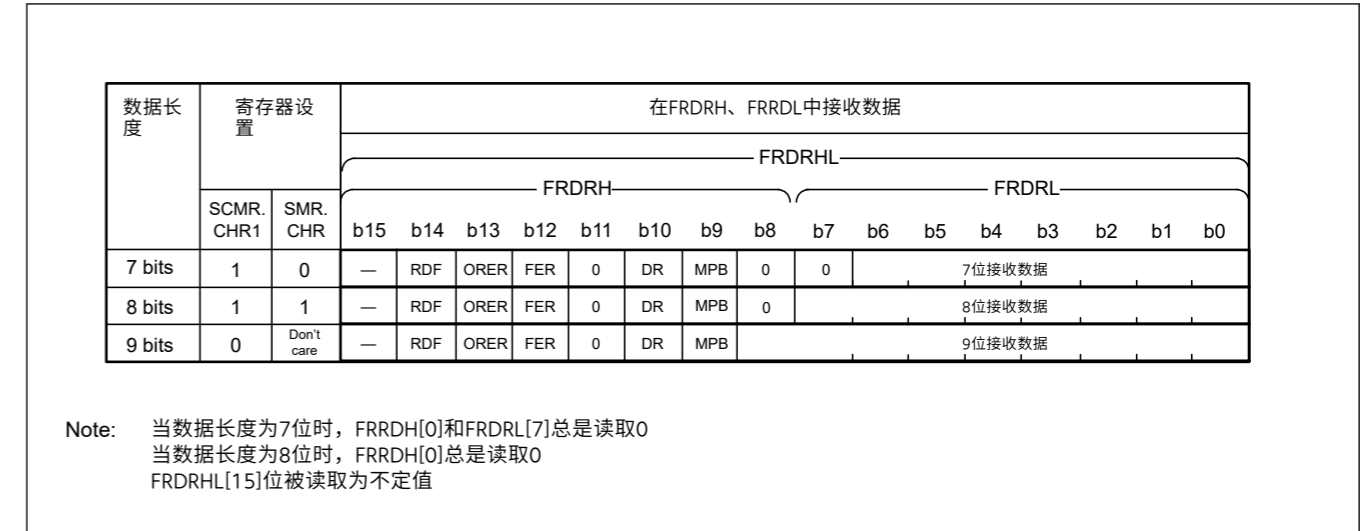 数据长度
寄存器设置
在FRDRH、FRRDL中接收数据
FRDRHL
FRDRH
FRDRL
SCMR.
CHR1
SMR.
CHR
b15 b14 b13 b12 b11 b10 b9 b8 b7 b6 b5 b4 b3 b2 b1 b0
7 bits 1 0 — RDF ORER FER 0 DR MPB 0 0 7位接收数据
8 bits 1 1 — RDF ORER FER 0 DR MPB 0 8位接收数据
9 bits 0 Don't care — RDF ORER FER 0 DR MPB 9位接收数据
Note: 当数据长度为7位时，FRRDH[0]和FRDRL[7]总是读取0
当数据长度为8位时，FRRDH[0]总是读取0
FRDRHL[15]位被读取为不定值